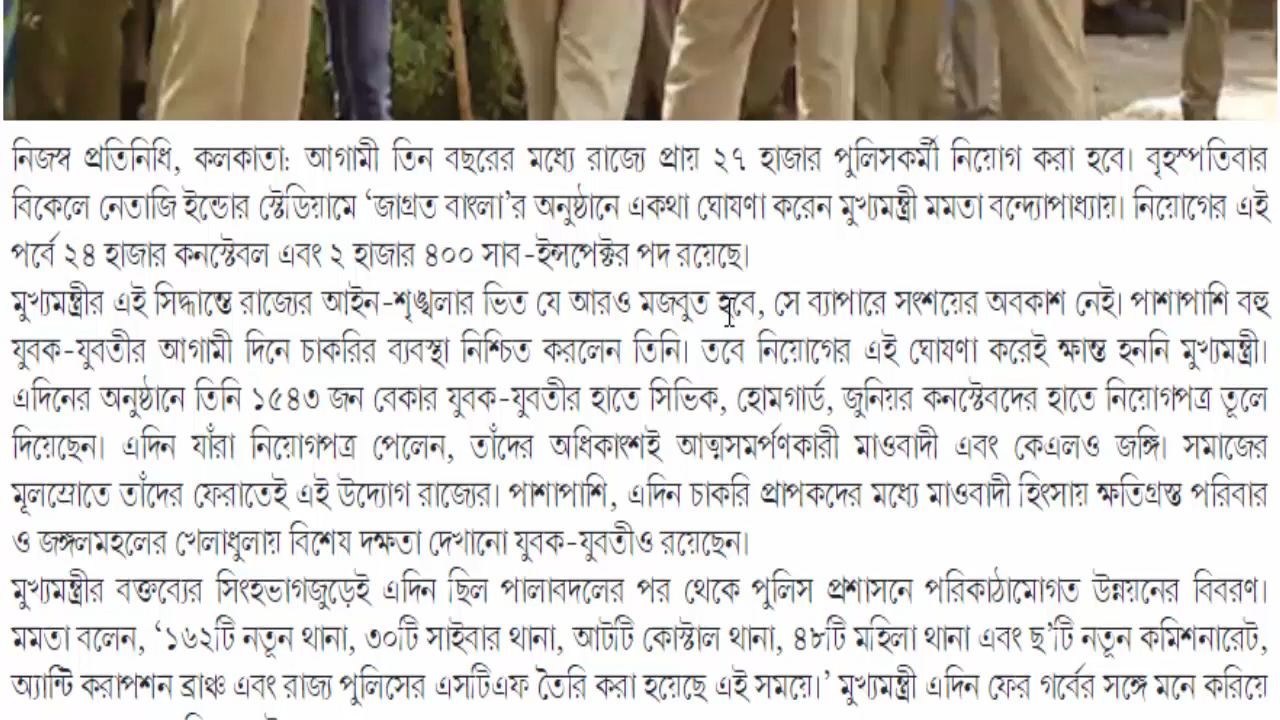 নিজস্ব প্রতিনিধি, কলকাতা: আগামী তিন বছরের মধ্যে রাজ্যে প্রায় ২৭ হাজার পুলিসকর্মী নিয়োগ করা হবে। বৃহস্পতিবার
বিকেলে নেতাজি ইন্ডোর স্টেডিয়ামে ‘জাগ্রত বাংলা’র অনুষ্ঠানে একথা ঘোষণা করেন মুখ্যমন্ত্রী মমতা বন্দ্যোপাধ্যায়। নিয়োগের এই
পর্বে ২৪ হাজার কনস্টেবল এবং ২ হাজার ৪০০ সাব-ইন্সপেক্টর পদ রয়েছে।
মুখ্যমন্ত্রীর এই সিদ্ধান্তে রাজ্যের আইন-শৃঙ্খলার ভিত যে আরও মজবুত হবে, সে ব্যাপারে সংশয়ের অবকাশ নেই। পাশাপাশি বহু
যুবক-যুবতীর আগামী দিনে চাকরির ব্যবস্থা নিশ্চিত করলেন তিনি। তবে নিয়োগের এই ঘোষণা করেই ক্ষান্ত হননি মুখ্যমন্ত্রী।
এদিনের অনুষ্ঠানে তিনি ১৫৪৩ জন বেকার যুবক-যুবতীর হাতে সিভিক, হোমগার্ড, জুনিয়র কনস্টেবদের হাতে নিয়োগপত্র তুলে
দিয়েছেন। এদিন যাঁরা নিয়োগপত্র পেলেন, তাঁদের অধিকাংশই আত্মসমর্পণকারী মাওবাদী এবং কেএলও জঙ্গি। সমাজের
মূলস্রোতে তাঁদের ফেরাতেই এই উদ্যোগ রাজ্যের। পাশাপাশি, এদিন চাকরি প্রাপকদের মধ্যে মাওবাদী হিংসায় ক্ষতিগ্রস্ত পরিবার
ও জঙ্গলমহলের খেলাধুলায় বিশেষ দক্ষতা দেখানো যুবক-যুবতীও রয়েছেন।
মুখ্যমন্ত্রীর বক্তব্যের সিংহভাগজুড়েই এদিন ছিল পালাবদলের পর থেকে পুলিস প্রশাসনে পরিকাঠামোগত উন্নয়নের বিবরণ।
মমতা বলেন, ‘১৬২টি নতুন থানা, ৩০টি সাইবার থানা, আটটি কোস্টাল থানা, ৪৮টি মহিলা থানা এবং ছ’টি নতুন কমিশনারেট,
অ্যান্টি করাপশন ব্রাঞ্চ এবং রাজ্য পুলিসের এসটিএফ তৈরি করা হয়েছে এই সময়ে।’ মুখ্যমন্ত্রী এদিন ফের গর্বের সঙ্গে মনে করিয়ে